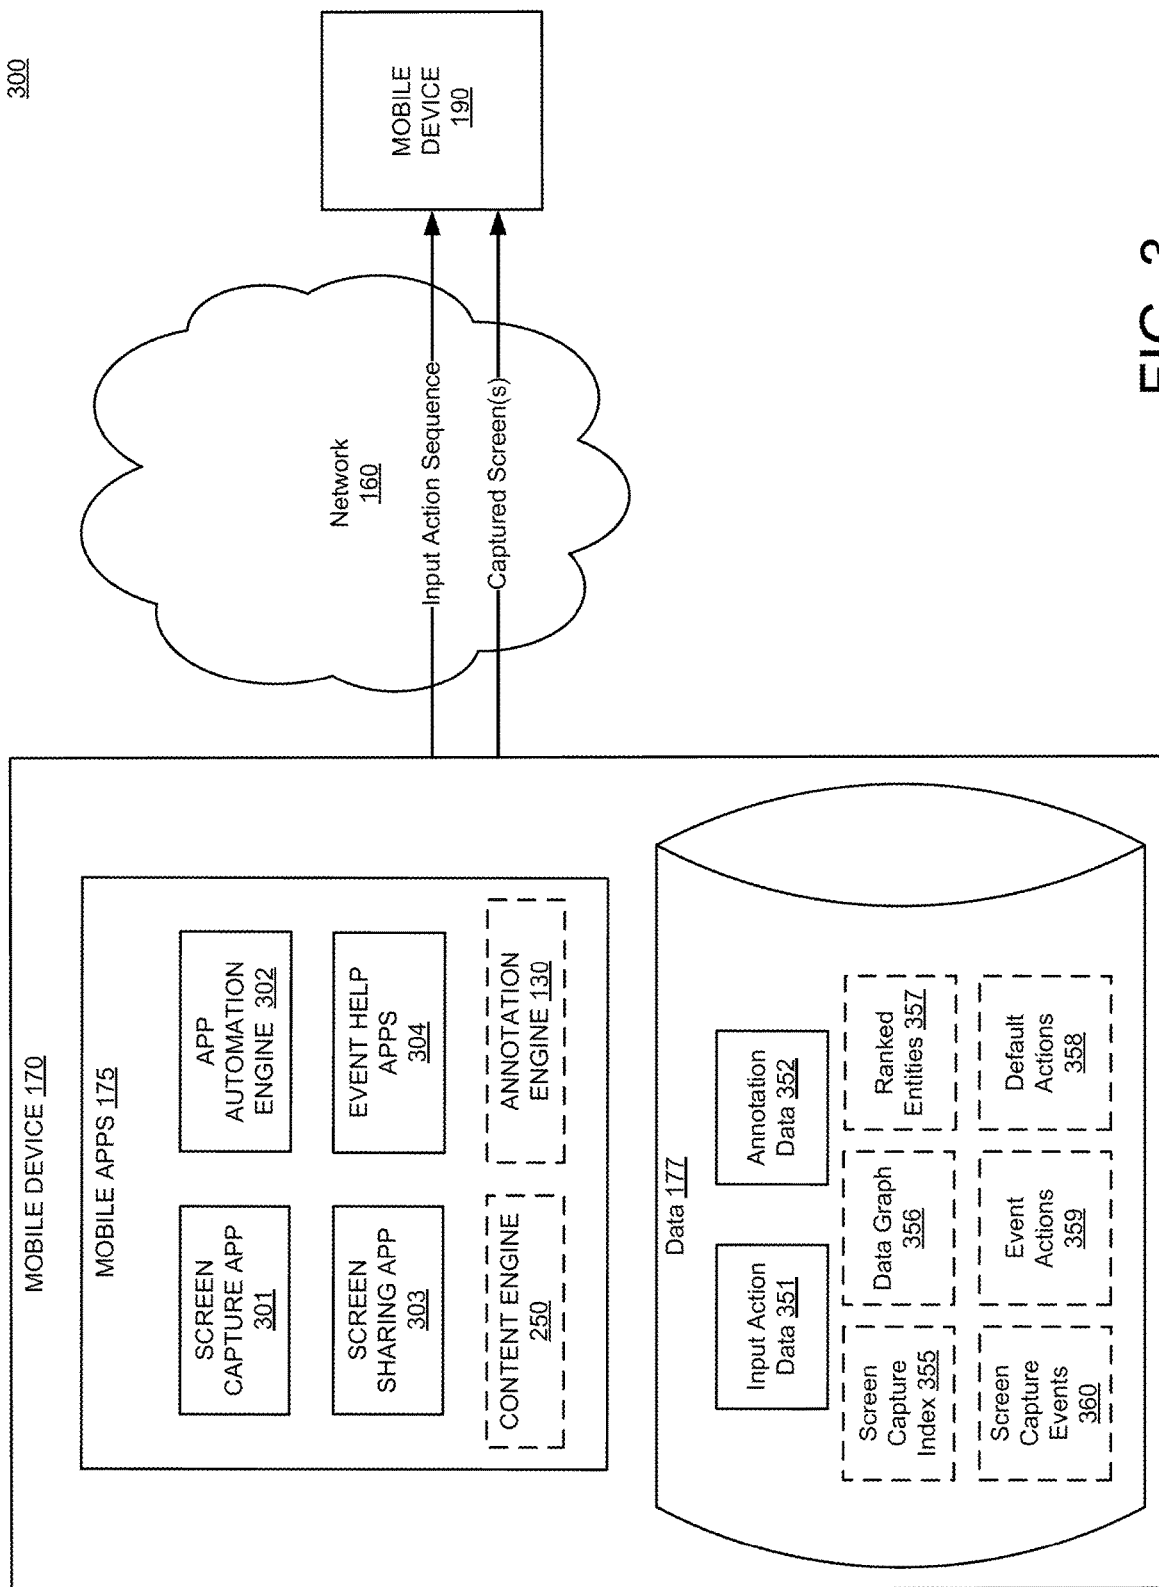 300
MOBILE DEVICE 170
MOBILE APPS 175
SCREEN
CAPTURE APP
301
APP
AUTOMATION
ENGINE 302
SCREEN
SHARING APP
303
EVENT HELP
APPS
304
CONTENT ENGINE
250
ANNOTATION
ENGINE 130
Data 177
Input Action
Data 351
Annotation
Data 352
Screen
Capture
Index 355
Data Graph
356
Ranked
Entities 357
Screen
Capture
Events
360
Event
Actions
359
Default
Actions
358
Network
160
Input Action Sequence
Captured Screen(s)
MOBILE
DEVICE
190
FIG. 3